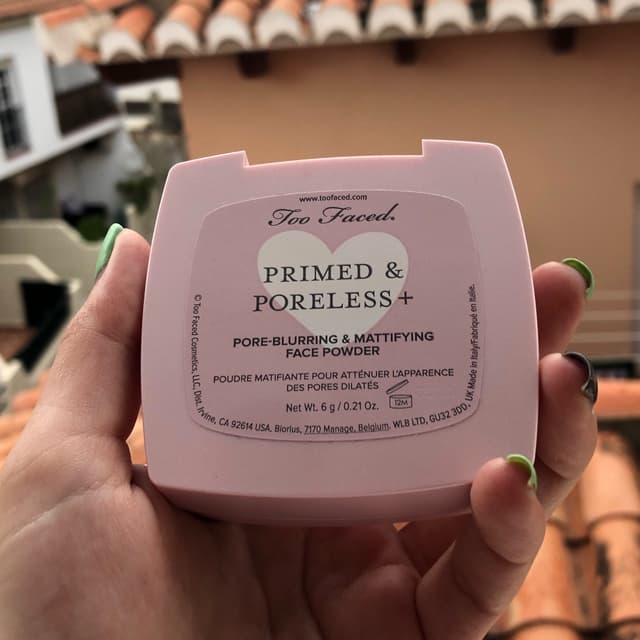 www.toofaced.com
Too Faced.
PRIMED &
PORELESS+
PORE-BLURRING & MATTIFYING
FACE POWDER
POUDRE MATIFIANTE POUR ATTÉNUER L'APPARENCE
DES PORES DILATÉS
Net Wt. 6 g / 0.21 Oz.
12M
© Too Faced Cosmetics, LLC, Dist. Irvine, CA 92614 USA. Biorius, 7170 Manage, Belgium. WLB LTD, GU32 3DD, UK Made in Italy/Fabriqué en Italie.